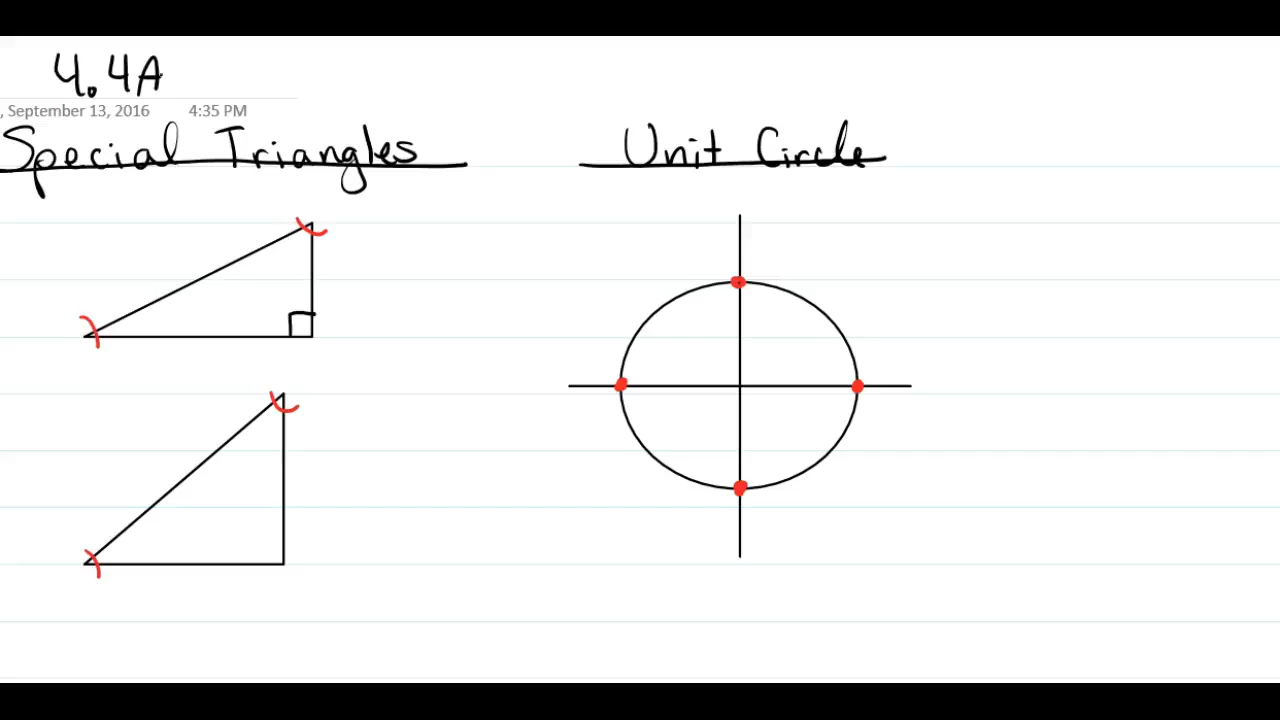 4.4A
, September 13, 2016 4:35 PM
Special Triangles
Unit Circle